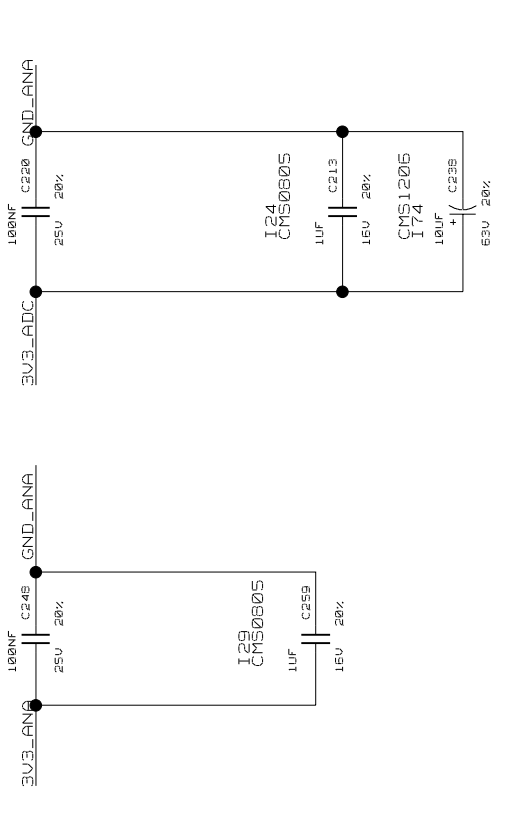 GND_ANA
C220
20%
100NF
25V
3V3_ADC
I24
CMS0805
C213
20%
1UF
16V
CMS1206
I74
C238
20%
10UF
+
63V
GND_ANA
C248
20%
100NF
25V
3V3_ANA
I29
CMS0805
C259
20%
1UF
16V